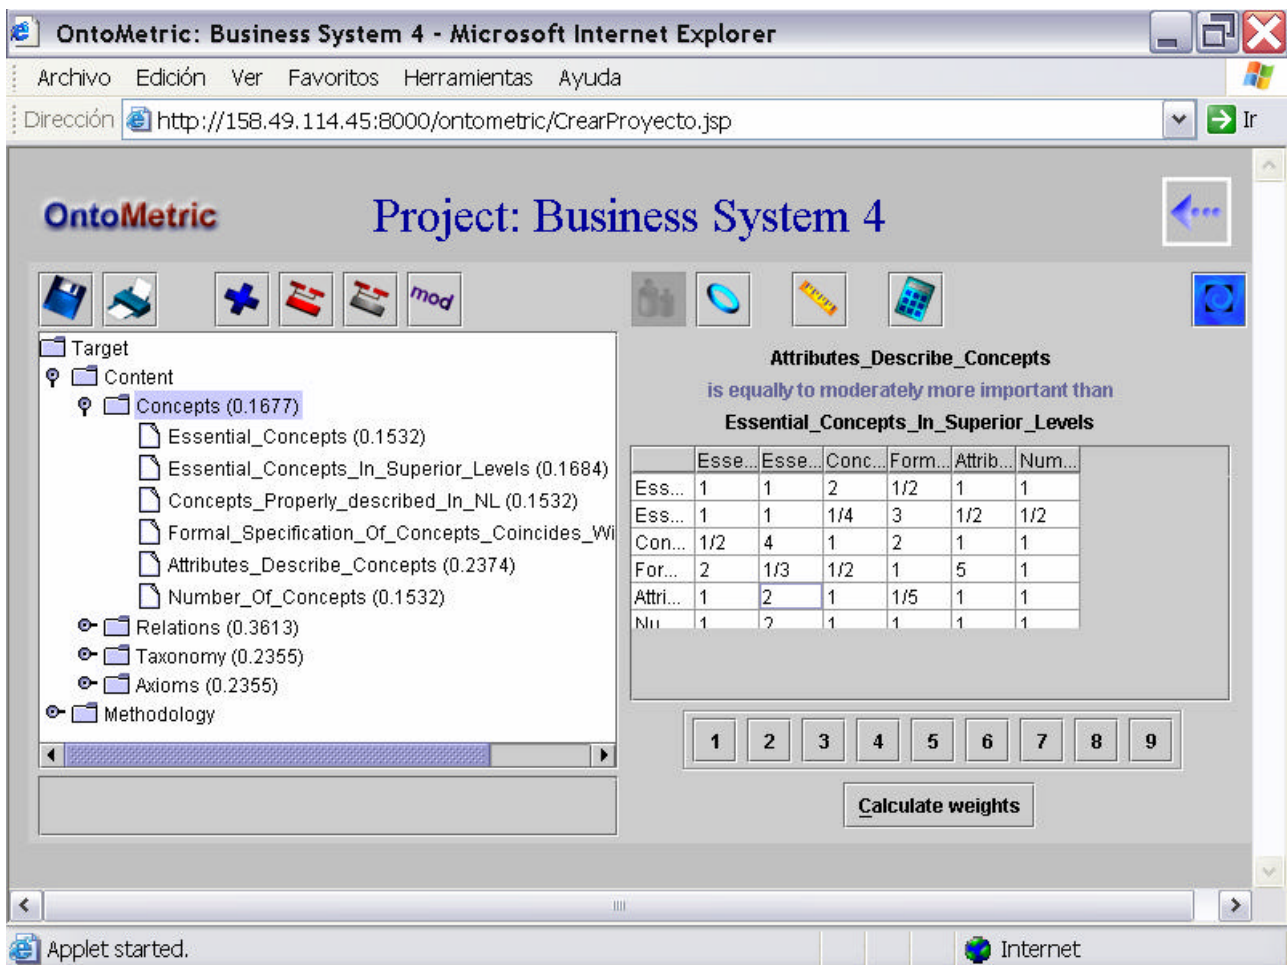 OntoMetric: Business System 4 - Microsoft Internet Explorer
Archivo Edición Ver Favoritos Herramientas Ayuda
Dirección http://158.49.114.45:8000/ontometric/CrearProyecto.jsp Ir
OntoMetric Project: Business System 4
mod
Target
Content
Concepts (0.1677)
Essential_Concepts (0.1532)
Essential_Concepts_In_Superior_Levels (0.1684)
Concepts_Properly_described_In_NL (0.1532)
Formal_Specification_Of_Concepts_Coincides_Wi
Attributes_Describe_Concepts (0.2374)
Number_Of_Concepts (0.1532)
Relations (0.3613)
Taxonomy (0.2355)
Axioms (0.2355)
Methodology
Attributes_Describe_Concepts
is equally to moderately more important than
Essential_Concepts_In_Superior_Levels
Esse... Esse... Conc... Form... Attrib... Num...
Ess... 1 1 2 1/2 1 1
Ess... 1 1 1/4 3 1/2 1/2
Con... 1/2 4 1 2 1 1
For... 2 1/3 1/2 1 5 1
Attri... 1 2 1 1/5 1 1
Nu... 1 2 1 1 1 1
1 2 3 4 5 6 7 8 9
Calculate weights
Applet started. Internet